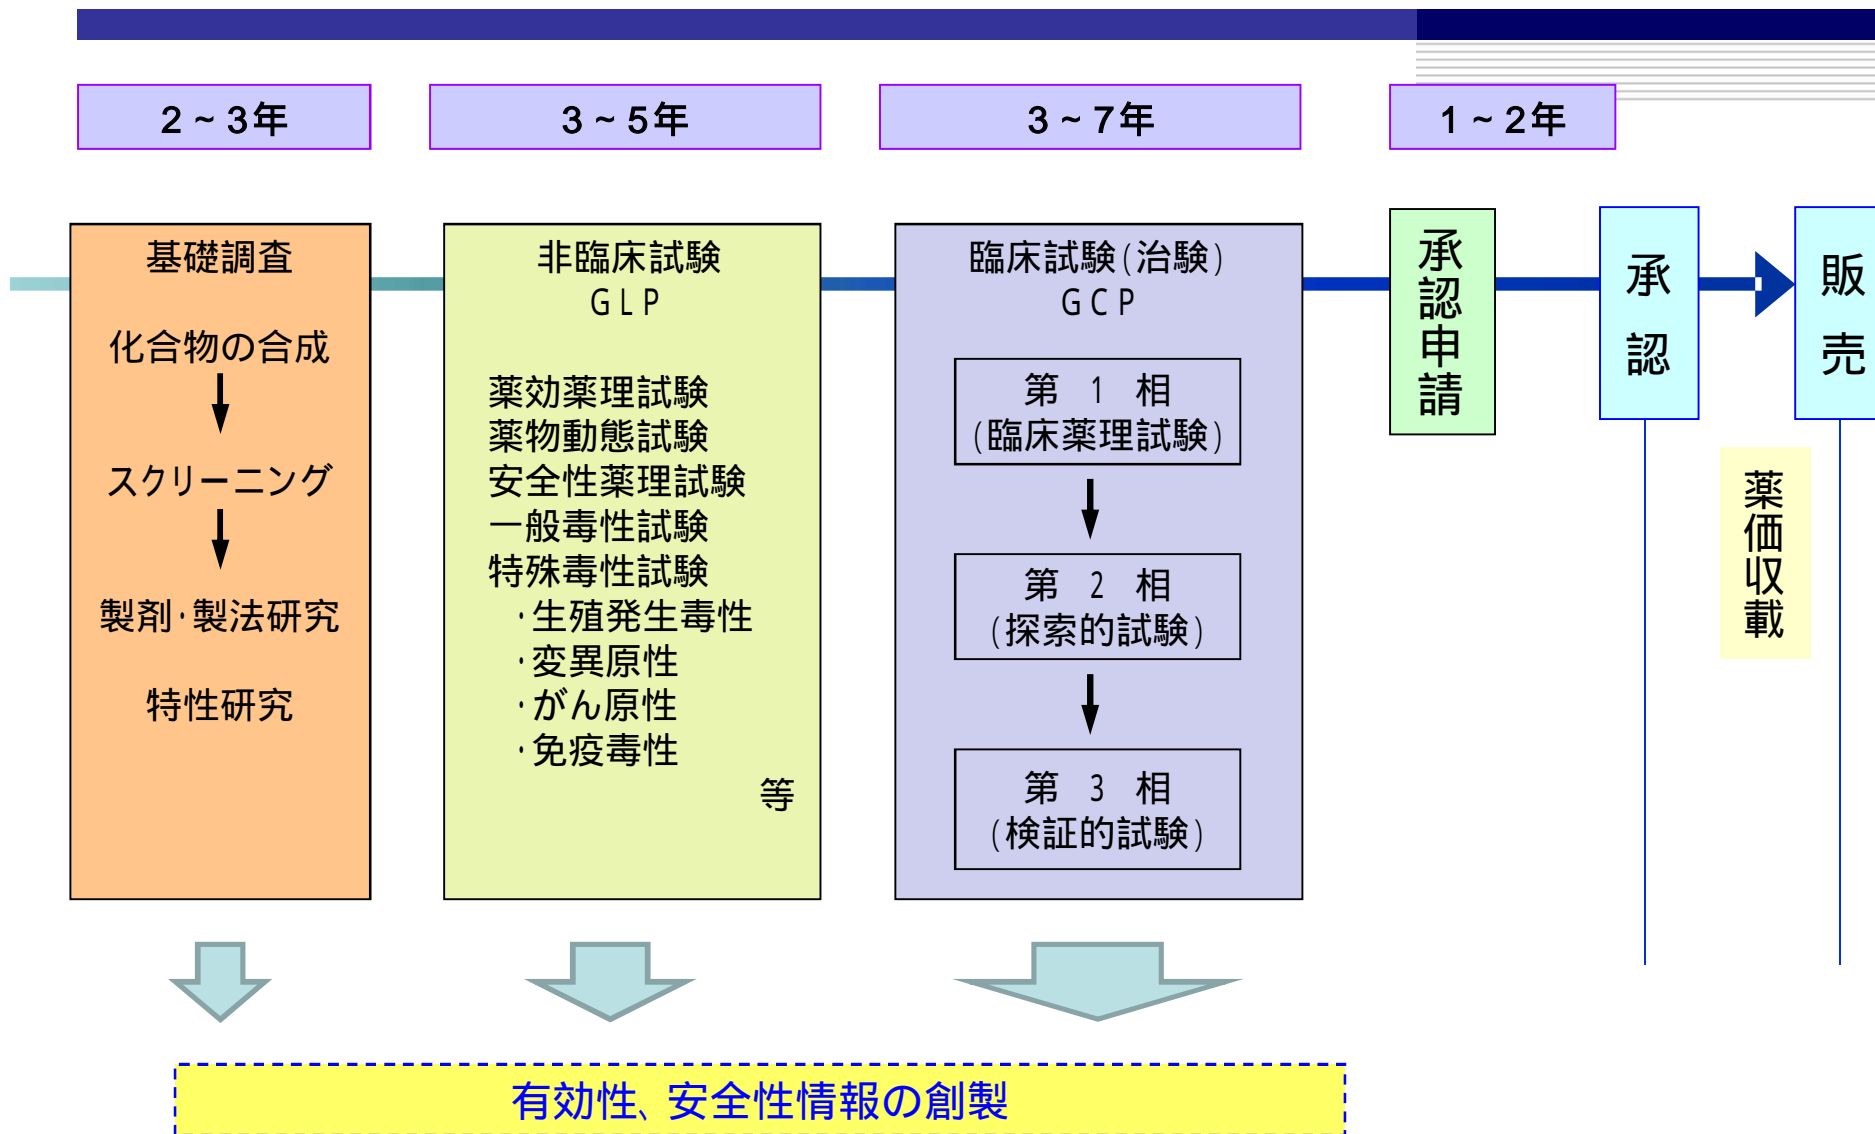 2～3年
3～5年
3～7年
1～2年
基礎調査
化合物の合成
スクリーニング
製剤・製法研究
特性研究
非臨床試験
GLP
薬効薬理試験
薬物動態試験
安全性薬理試験
一般毒性試験
特殊毒性試験
・生殖発生毒性
・変異原性
・がん原性
・免疫毒性
等
臨床試験(治験)
GCP
第 1 相
(臨床薬理試験)
第 2 相
(探索的試験)
第 3 相
(検証的試験)
承認申請
承認
薬価収載
販売
有効性、安全性情報の創製